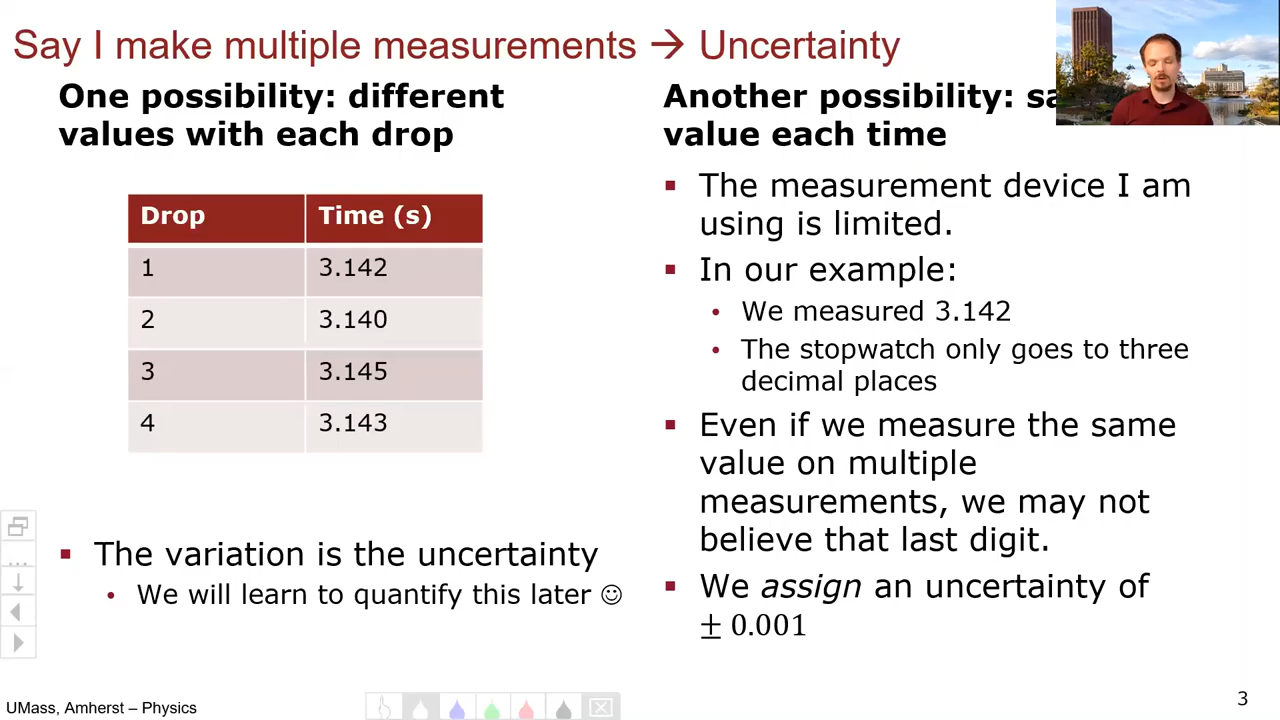 Say I make multiple measurements → Uncertainty
One possibility: different
values with each drop
Drop Time (s)
1 3.142
2 3.140
3 3.145
4 3.143
▪ The variation is the uncertainty
• We will learn to quantify this later ☺
Another possibility:
value each time
▪ The measurement device I am
using is limited.
▪ In our example:
• We measured 3.142
• The stopwatch only goes to three
decimal places
▪ Even if we measure the same
value on multiple
measurements, we may not
believe that last digit.
▪ We assign an uncertainty of
± 0.001
UMass, Amherst – Physics
3